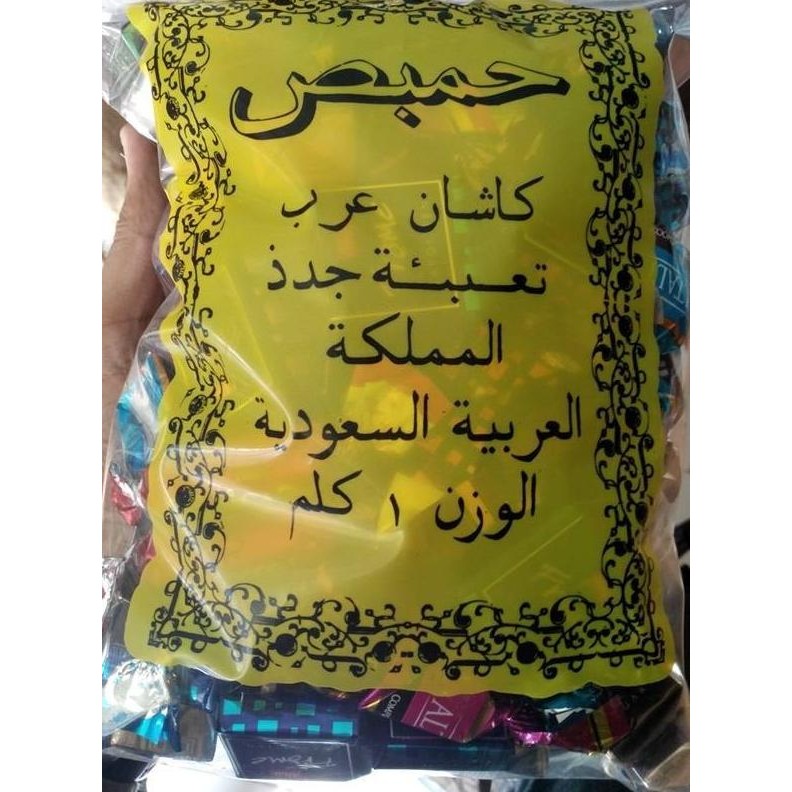 حمبص
كاشان عرب
تعبئة جدذ
المملكة
العربية السعودية
الوزن ١ كلم